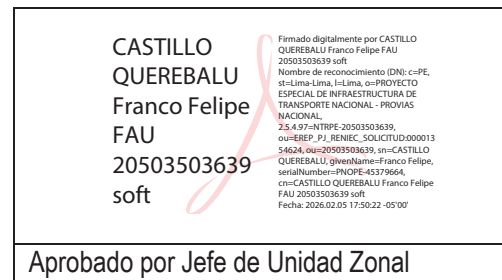 CASTILLO
QUEREBALU
Franco Felipe
FAU
20503503639
soft
Firmado digitalmente por CASTILLO
QUEREBALU Franco Felipe FAU
20503503639 soft
Nombre de reconocimiento (DN): c=PE,
st=Lima-Lima, l=Lima, o=PROYECTO
ESPECIAL DE INFRAESTRUCTURA DE
TRANSPORTE NACIONAL - PROVIAS
NACIONAL,
2.5.4.97=NTRPE-20503503639,
ou=EREP_PJ_RENIEC_SOLICITUD:000013
54624, ou=20503503639, sn=CASTILLO
QUEREBALU, givenName=Franco Felipe,
serialNumber=PNOPE-45379664,
cn=CASTILLO QUEREBALU Franco Felipe
FAU 20503503639 soft
Fecha: 2026.02.05 17:50:22 -05'00'
Aprobado por Jefe de Unidad Zonal